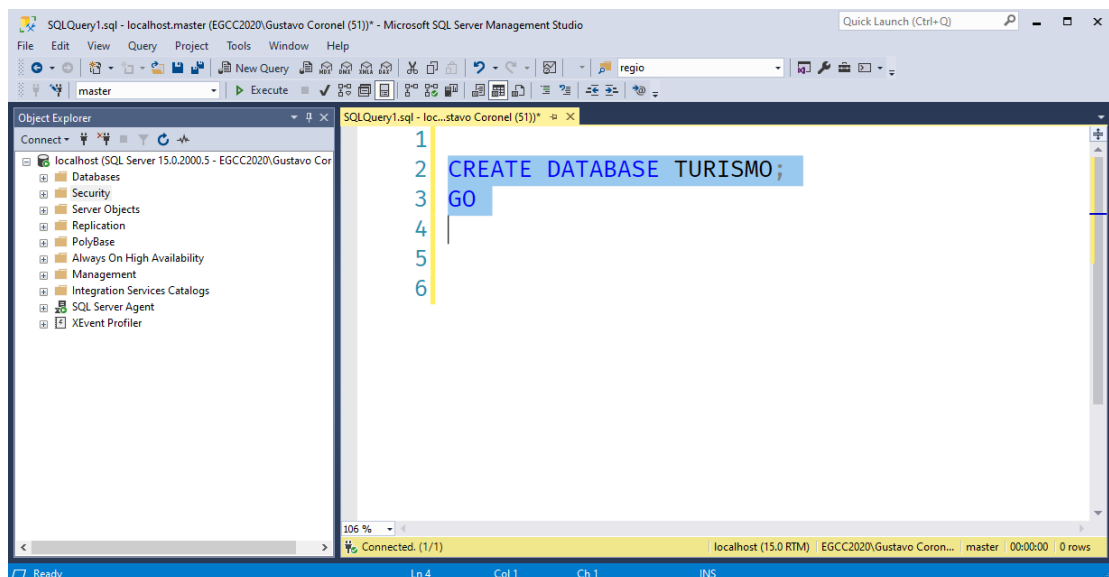 SQLQuery1.sql - localhost.master (EGCC2020\Gustavo Coronel (51))* - Microsoft SQL Server Management Studio
Quick Launch (Ctrl+Q)
File Edit View Query Project Tools Window Help
New Query MDX DMX XMLA DAX regio
master Execute
Object Explorer
SQLQuery1.sql - loc...stavo Coronel (51))*
Connect
localhost (SQL Server 15.0.2000.5 - EGCC2020\Gustavo Cor
Databases
Security
Server Objects
Replication
PolyBase
Always On High Availability
Management
Integration Services Catalogs
SQL Server Agent
XEvent Profiler
1
2 CREATE DATABASE TURISMO;
3 GO
4
5
6
106 %
Connected. (1/1) localhost (15.0 RTM) EGCC2020\Gustavo Coron... master 00:00:00 0 rows
Ready Ln 4 Col 1 Ch 1 INS